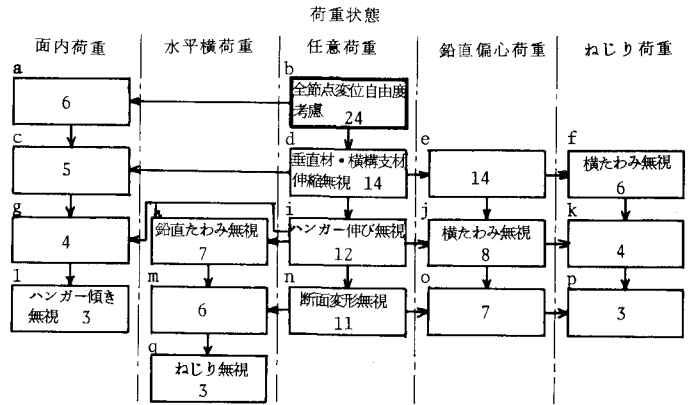 荷重状態
面内荷重 水平横荷重 任意荷重 鉛直偏心荷重 ねじり荷重
a
6
b
全節点変位自由度
考慮
24
c
5
d
垂直材・横構支材
伸縮無視 14
e
14
f
横たわみ無視
6
g
4
h
鉛直たわみ無視
7
i
ハンガー伸び無視
12
j
横たわみ無視
8
k
4
l
ハンガー傾き
無視 3
m
6
n
断面変形無視
11
o
7
p
3
q
ねじり無視
3